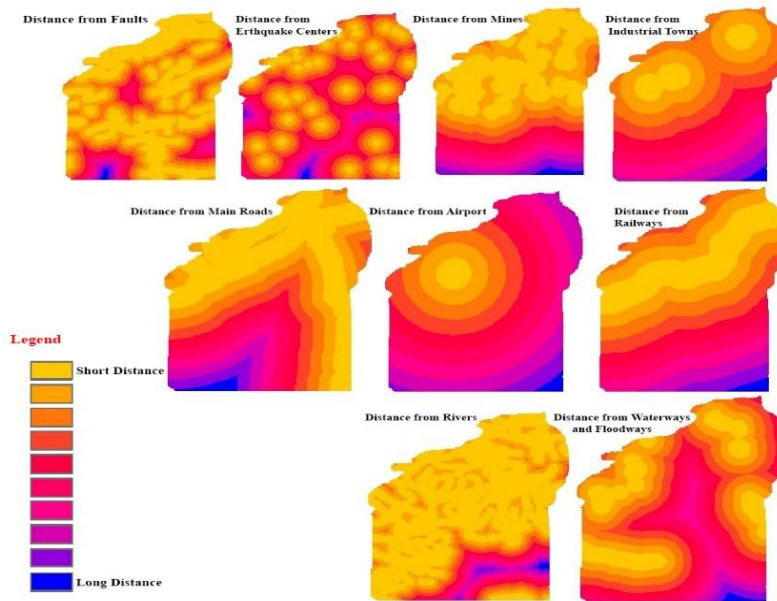 Distance from Faults
Distance from
Erthquake Centers
Distance from Mines
Distance from
Industrial Towns
Distance from Main Roads
Distance from Airport
Distance from
Railways
Legend
Short Distance
Distance from Rivers
Distance from Waterways
and Floodways
Long Distance